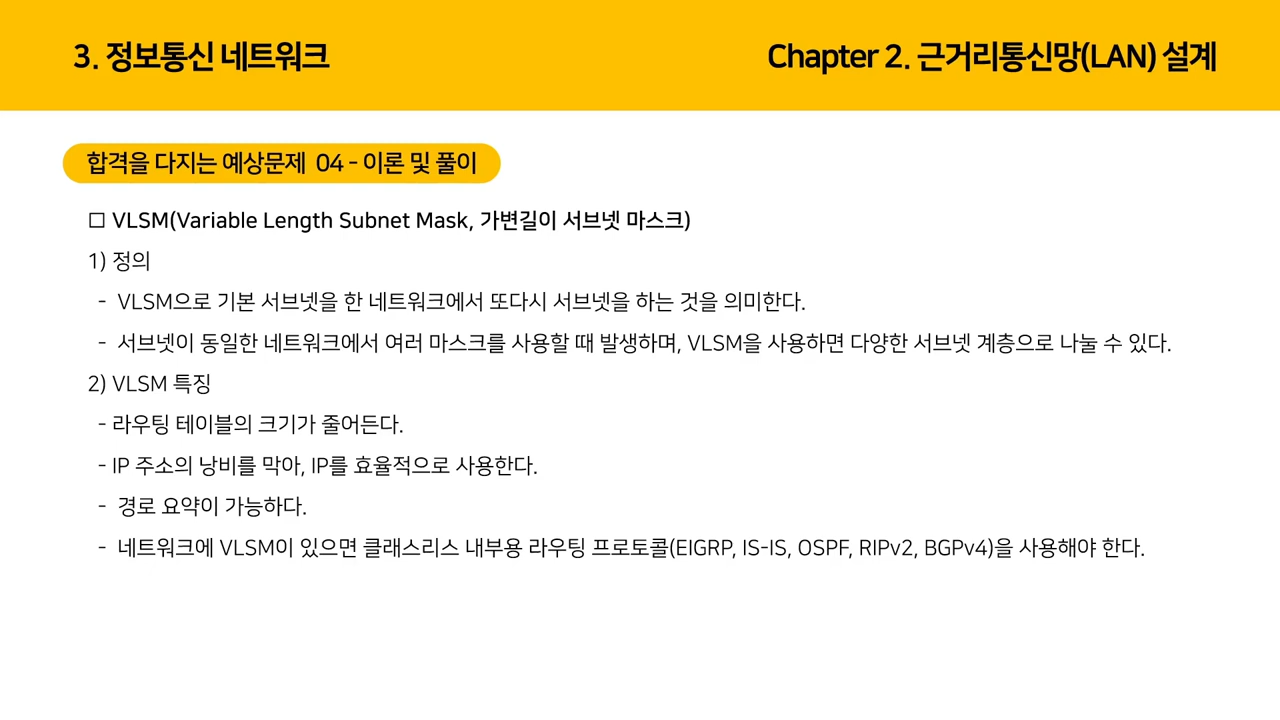 3. 정보통신 네트워크
Chapter 2. 근거리통신망(LAN) 설계
합격을 다지는 예상문제 04 - 이론 및 풀이
□ VLSM(Variable Length Subnet Mask, 가변길이 서브넷 마스크)
1) 정의
- VLSM으로 기본 서브넷을 한 네트워크에서 또다시 서브넷을 하는 것을 의미한다.
- 서브넷이 동일한 네트워크에서 여러 마스크를 사용할 때 발생하며, VLSM을 사용하면 다양한 서브넷 계층으로 나눌 수 있다.
2) VLSM 특징
- 라우팅 테이블의 크기가 줄어든다.
- IP 주소의 낭비를 막아, IP를 효율적으로 사용한다.
- 경로 요약이 가능하다.
- 네트워크에 VLSM이 있으면 클래스리스 내부용 라우팅 프로토콜(EIGRP, IS-IS, OSPF, RIPv2, BGPv4)을 사용해야 한다.